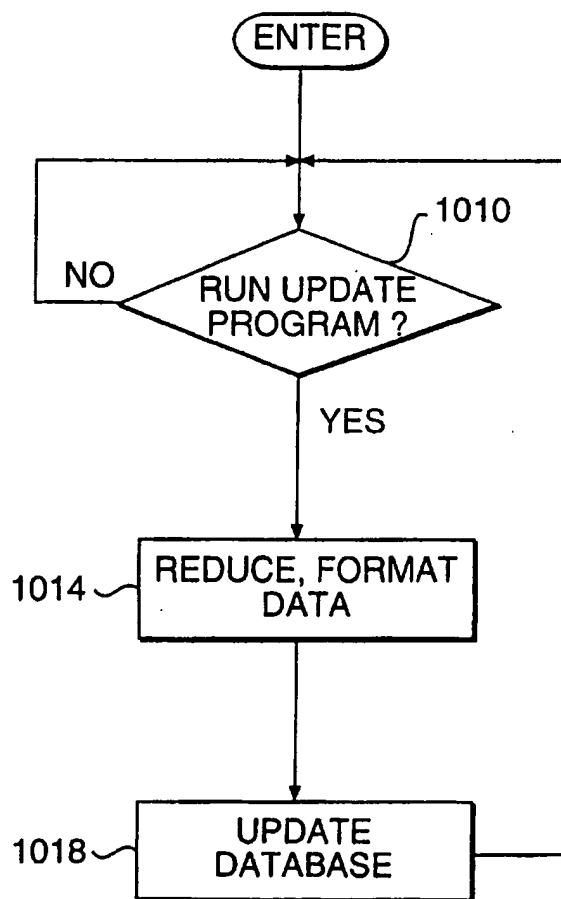 ENTER
1010
NO
RUN UPDATE
PROGRAM ?
YES
1014
REDUCE, FORMAT
DATA
1018
UPDATE
DATABASE